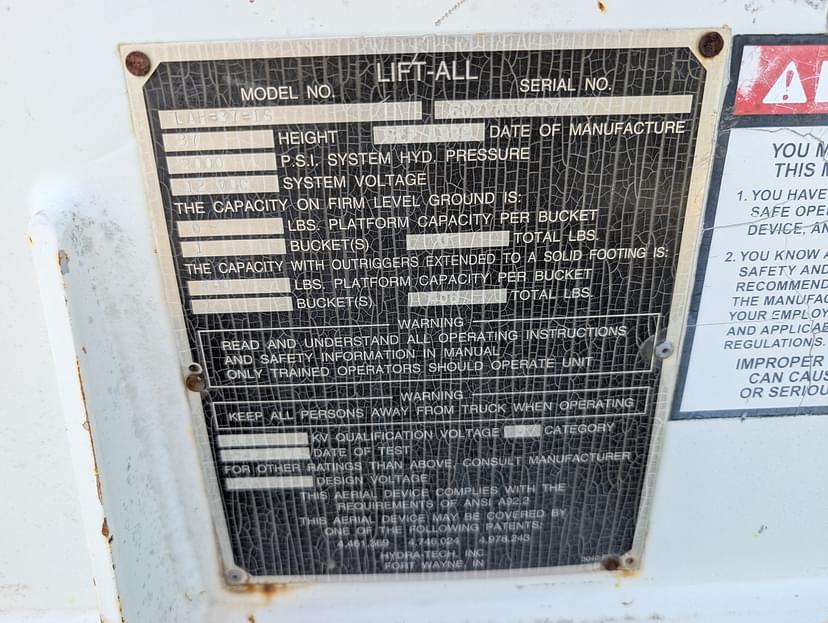 LIFT-ALL
MODEL NO. SERIAL NO.
LAH-37-1S
37 HEIGHT DATE OF MANUFACTURE
P.S.I. SYSTEM HYD. PRESSURE
12 SYSTEM VOLTAGE
THE CAPACITY ON FIRM LEVEL GROUND IS:
LBS. PLATFORM CAPACITY PER BUCKET
1 BUCKET(S) TOTAL LBS.
THE CAPACITY WITH OUTRIGGERS EXTENDED TO A SOLID FOOTING IS:
LBS. PLATFORM CAPACITY PER BUCKET
BUCKET(S) TOTAL LBS.
WARNING
READ AND UNDERSTAND ALL OPERATING INSTRUCTIONS
AND SAFETY INFORMATION IN MANUAL
ONLY TRAINED OPERATORS SHOULD OPERATE UNIT
WARNING
KEEP ALL PERSONS AWAY FROM TRUCK WHEN OPERATING
KV QUALIFICATION VOLTAGE CATEGORY
DATE OF TEST
FOR OTHER RATINGS THAN ABOVE, CONSULT MANUFACTURER
DESIGN VOLTAGE
THIS AERIAL DEVICE COMPLIES WITH THE
REQUIREMENTS OF ANSI A92.2
THIS AERIAL DEVICE MAY BE COVERED BY
ONE OF THE FOLLOWING PATENTS:
4,461,369 4,746,024 4,978,243
HYDRA-TECH, INC.
FORT WAYNE, IN
YOU M
THIS M
1. YOU HAVE
SAFE OPE
DEVICE, AN
2. YOU KNOW A
SAFETY AND
RECOMMEND
THE MANUFAC
YOUR EMPLOY
AND APPLICAB
REGULATIONS.
IMPROPER
CAN CAUS
OR SERIOU